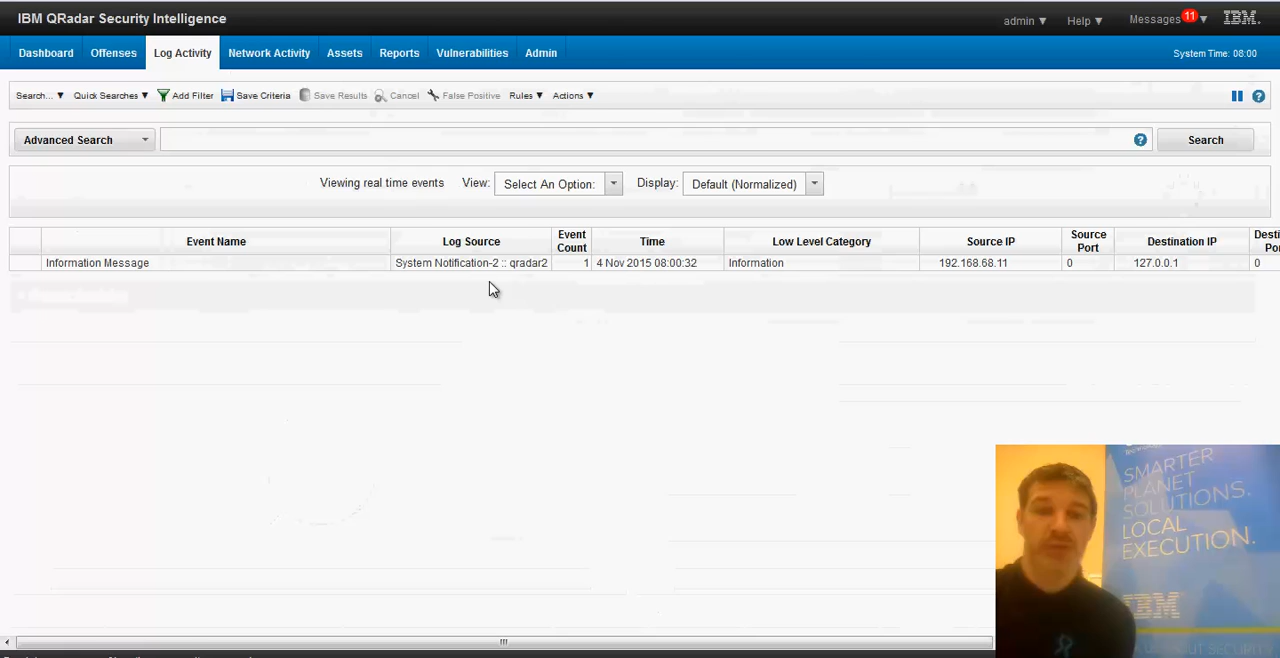 IBM QRadar Security Intelligence
admin ▼ Help ▼ Messages 11 ▼ IBM.
Dashboard Offenses Log Activity Network Activity Assets Reports Vulnerabilities Admin System Time: 08:00
Search... ▼ Quick Searches ▼ Add Filter Save Criteria Save Results Cancel False Positive Rules ▼ Actions ▼
Advanced Search Search
Viewing real time events View: Select An Option: Display: Default (Normalized)
Event Name Log Source Event Count Time Low Level Category Source IP Source Port Destination IP Desti Por
Information Message System Notification-2 :: qradar2 1 4 Nov 2015 08:00:32 Information 192.168.68.11 0 127.0.0.1 0
SMARTER
PLANET
SOLUTIONS.
LOCAL
EXECUTION.
IBM